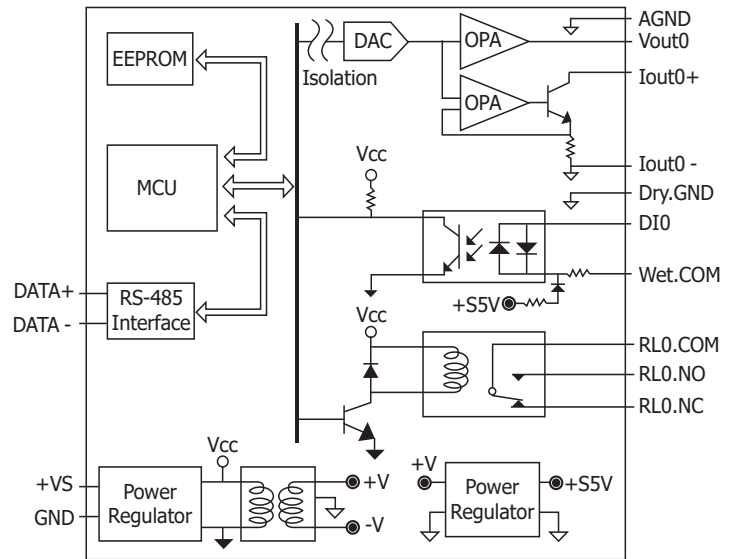 EEPROM
MCU
RS-485
Interface
DATA+
DATA -
Isolation
DAC
OPA
OPA
AGND
Vout0
Iout0+
Iout0 -
Dry.GND
DI0
Wet.COM
Vcc
+S5V
Vcc
RL0.COM
RL0.NO
RL0.NC
+VS
GND
Power
Regulator
Vcc
+V
-V
+V
Power
Regulator
+S5V